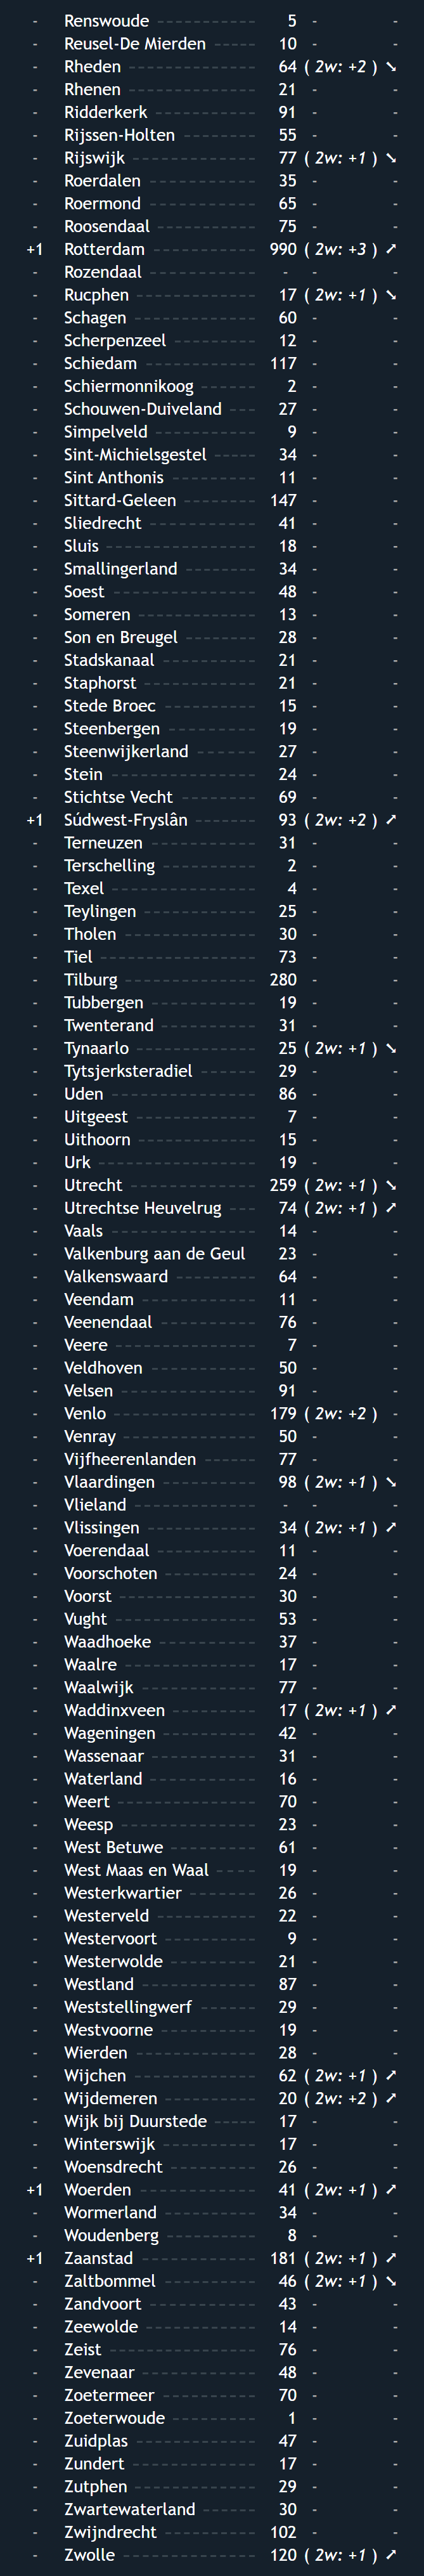 - Renswoude ------------- 5 - -
- Reusel-De Mierden ------- 10 - -
- Rheden ---------------- 64 ( 2w: +2 ) ➘
- Rhenen ---------------- 21 - -
- Ridderkerk ------------- 91 - -
- Rijssen-Holten ---------- 55 - -
- Rijswijk --------------- 77 ( 2w: +1 ) ➘
- Roerdalen ------------- 35 - -
- Roermond ------------- 65 - -
- Roosendaal ------------ 75 - -
+1 Rotterdam ------------- 990 ( 2w: +3 ) ➚
- Rozendaal ------------- - - -
- Rucphen --------------- 17 ( 2w: +1 ) ➘
- Schagen --------------- 60 - -
- Scherpenzeel ----------- 12 - -
- Schiedam -------------- 117 - -
- Schiermonnikoog ------- 2 - -
- Schouwen-Duiveland --- 27 - -
- Simpelveld ------------- 9 - -
- Sint-Michielsgestel ----- 34 - -
- Sint Anthonis ----------- 11 - -
- Sittard-Geleen ---------- 147 - -
- Sliedrecht ------------- 41 - -
- Sluis ------------------ 18 - -
- Smallingerland --------- 34 - -
- Soest ------------------ 48 - -
- Someren --------------- 13 - -
- Son en Breugel --------- 28 - -
- Stadskanaal ------------ 21 - -
- Staphorst -------------- 21 - -
- Stede Broec ------------ 15 - -
- Steenbergen ----------- 19 - -
- Steenwijkerland ------- 27 - -
- Stein ------------------ 24 - -
- Stichtse Vecht ---------- 69 - -
+1 Súdwest-Fryslân -------- 93 ( 2w: +2 ) ➚
- Terneuzen ------------- 31 - -
- Terschelling ------------ 2 - -
- Texel ------------------ 4 - -
- Teylingen -------------- 25 - -
- Tholen ---------------- 30 - -
- Tiel -------------------- 73 - -
- Tilburg ---------------- 280 - -
- Tubbergen ------------- 19 - -
- Twenterand ------------ 31 - -
- Tynaarlo --------------- 25 ( 2w: +1 ) ➘
- Tytsjerksteradiel ------- 29 - -
- Uden ------------------ 86 - -
- Uitgeest --------------- 7 - -
- Uithoorn --------------- 15 - -
- Urk -------------------- 19 - -
- Utrecht ---------------- 259 ( 2w: +1 ) ➘
- Utrechtse Heuvelrug --- 74 ( 2w: +1 ) ➚
- Vaals ------------------ 14 - -
- Valkenburg aan de Geul 23 - -
- Valkenswaard ---------- 64 - -
- Veendam -------------- 11 - -
- Veenendaal ------------ 76 - -
- Veere ------------------ 7 - -
- Veldhoven ------------- 50 - -
- Velsen ----------------- 91 - -
- Venlo ------------------ 179 ( 2w: +2 ) -
- Venray ----------------- 50 - -
- Vijfheerenlanden ------- 77 - -
- Vlaardingen ------------ 98 ( 2w: +1 ) ➘
- Vlieland --------------- - - -
- Vlissingen ------------- 34 ( 2w: +1 ) ➚
- Voerendaal ------------ 11 - -
- Voorschoten ----------- 24 - -
- Voorst ----------------- 30 - -
- Vught ----------------- 53 - -
- Waadhoeke ------------ 37 - -
- Waalre ---------------- 17 - -
- Waalwijk -------------- 77 - -
- Waddinxveen ---------- 17 ( 2w: +1 ) ➚
- Wageningen ----------- 42 - -
- Wassenaar ------------- 31 - -
- Waterland ------------- 16 - -
- Weert ----------------- 70 - -
- Weesp ----------------- 23 - -
- West Betuwe ----------- 61 - -
- West Maas en Waal ---- 19 - -
- Westerkwartier --------- 26 - -
- Westerveld ------------ 22 - -
- Westervoort ----------- 9 - -
- Westerwolde ----------- 21 - -
- Westland -------------- 87 - -
- Weststellingwerf ------ 29 - -
- Westvoorne ------------ 19 - -
- Wierden --------------- 28 - -
- Wijchen --------------- 62 ( 2w: +1 ) ➚
- Wijdemeren ----------- 20 ( 2w: +2 ) ➚
- Wijk bij Duurstede ----- 17 - -
- Winterswijk ------------ 17 - -
- Woensdrecht ----------- 26 - -
+1 Woerden -------------- 41 ( 2w: +1 ) ➚
- Wormerland ----------- 34 - -
- Woudenberg ----------- 8 - -
+1 Zaanstad -------------- 181 ( 2w: +1 ) ➚
- Zaltbommel ------------ 46 ( 2w: +1 ) ➘
- Zandvoort ------------- 43 - -
- Zeewolde -------------- 14 - -
- Zeist ------------------ 76 - -
- Zevenaar -------------- 48 - -
- Zoetermeer ------------ 70 - -
- Zoeterwoude ----------- 1 - -
- Zuidplas --------------- 47 - -
- Zundert --------------- 17 - -
- Zutphen --------------- 29 - -
- Zwartewaterland ------- 30 - -
- Zwijndrecht ------------ 102 - -
- Zwolle ----------------- 120 ( 2w: +1 ) ➚